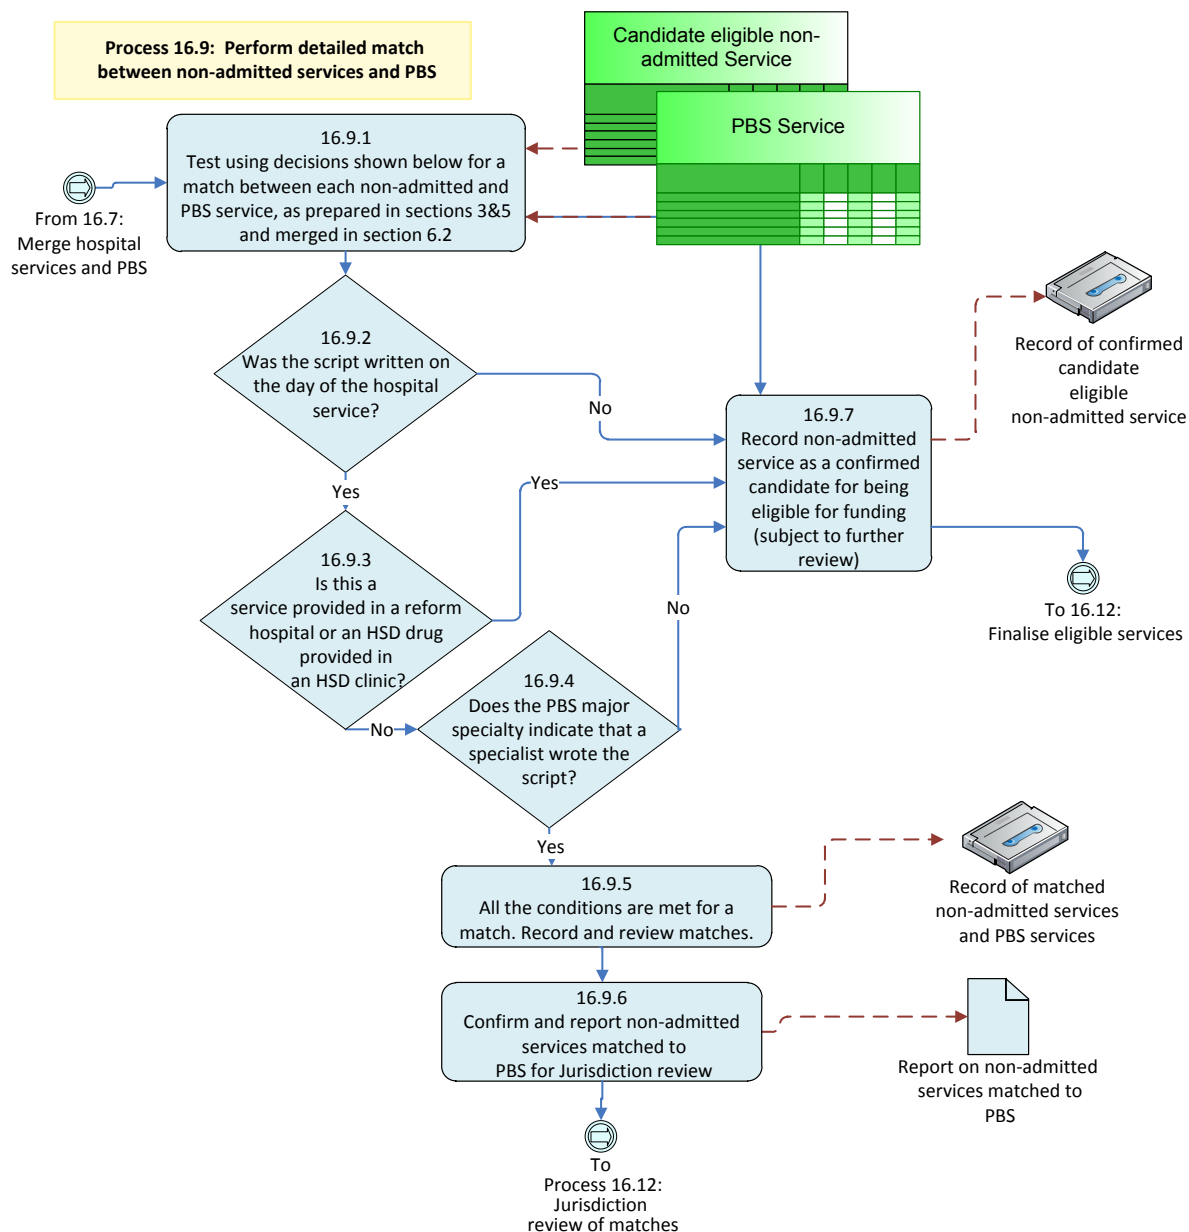 Process 16.9:  Perform detailed match
between non-admitted services and PBS
Candidate eligible non-
admitted Service
PBS Service
16.9.1
Test using decisions shown below for a
match between each non-admitted and
PBS service, as prepared in sections 3&5
and merged in section 6.2
From 16.7:
Merge hospital
services and PBS
16.9.2
Was the script written on
the day of the hospital
service?
No
Yes
Record of confirmed
candidate
eligible
non-admitted service
16.9.7
Record non-admitted
service as a confirmed
candidate for being
eligible for funding
(subject to further
review)
Yes
16.9.3
Is this a
service provided in a reform
hospital or an HSD drug
provided in
an HSD clinic?
No
No
To 16.12:
Finalise eligible services
16.9.4
Does the PBS major
specialty indicate that a
specialist wrote the
script?
Yes
16.9.5
All the conditions are met for a
match. Record and review matches.
Record of matched
non-admitted services
and PBS services
16.9.6
Confirm and report non-admitted
services matched to
PBS for Jurisdiction review
Report on non-admitted
services matched to
PBS
To
Process 16.12:
Jurisdiction
review of matches